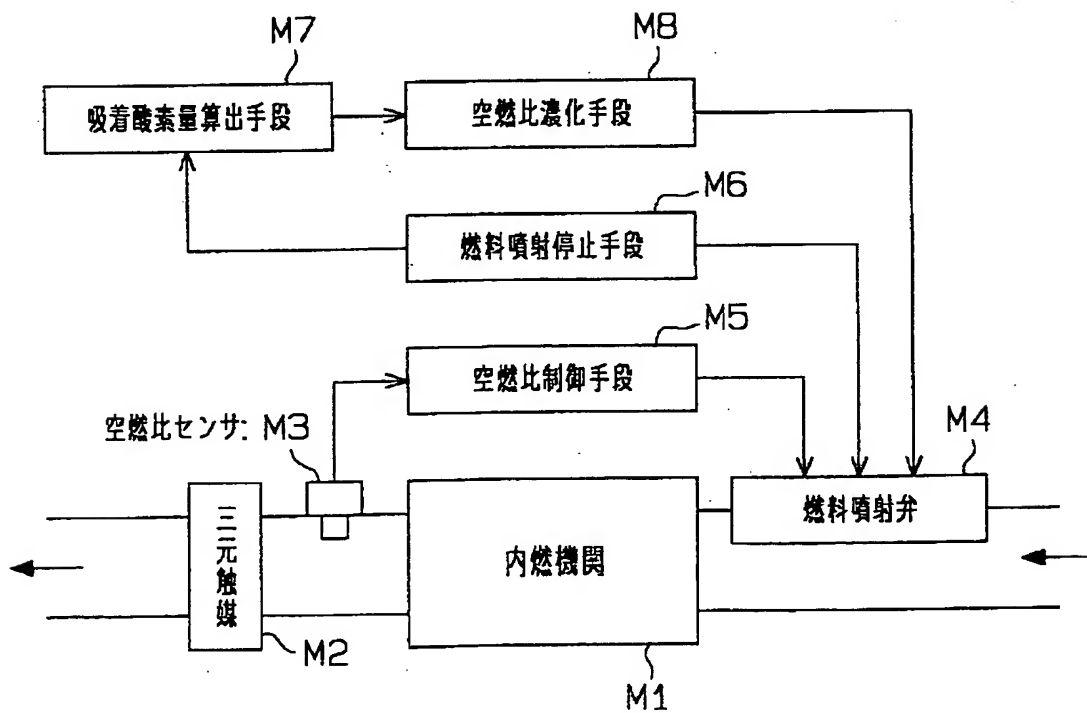 M7
M8
吸着酸素量算出手段
空燃比濃化手段
M6
燃料噴射停止手段
M5
空燃比制御手段
空燃比センサ: M3
M4
燃料噴射弁
三元触媒
内燃機関
M2
M1